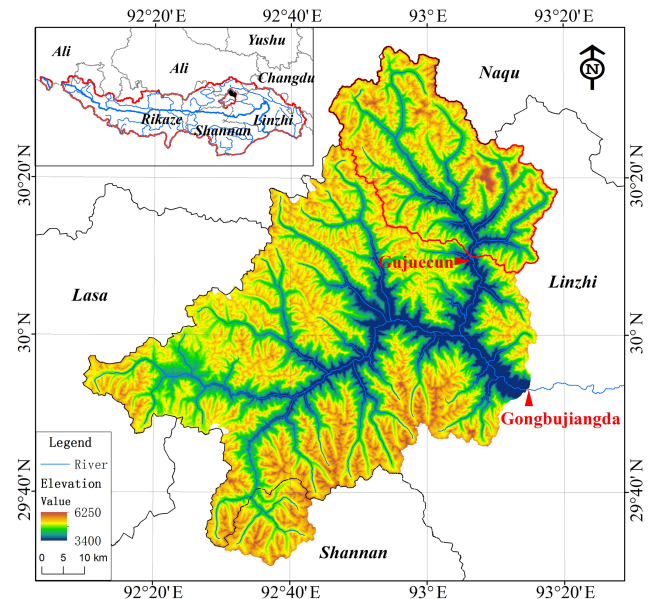 92°20'E 92°40'E 93°E 93°20'E
Ali
Yushu
Ali
Changdu
Rikaze
Shannan
Linzhi
Naqu
N
30°20'N
30°20'N
Gujuecun
Lasa
Linzhi
30°N
30°N
Gongbujiangda
Legend
River
Elevation
Value
6250
3400
0 5 10 km
29°40'N
29°40'N
Shannan
92°20'E 92°40'E 93°E 93°20'E